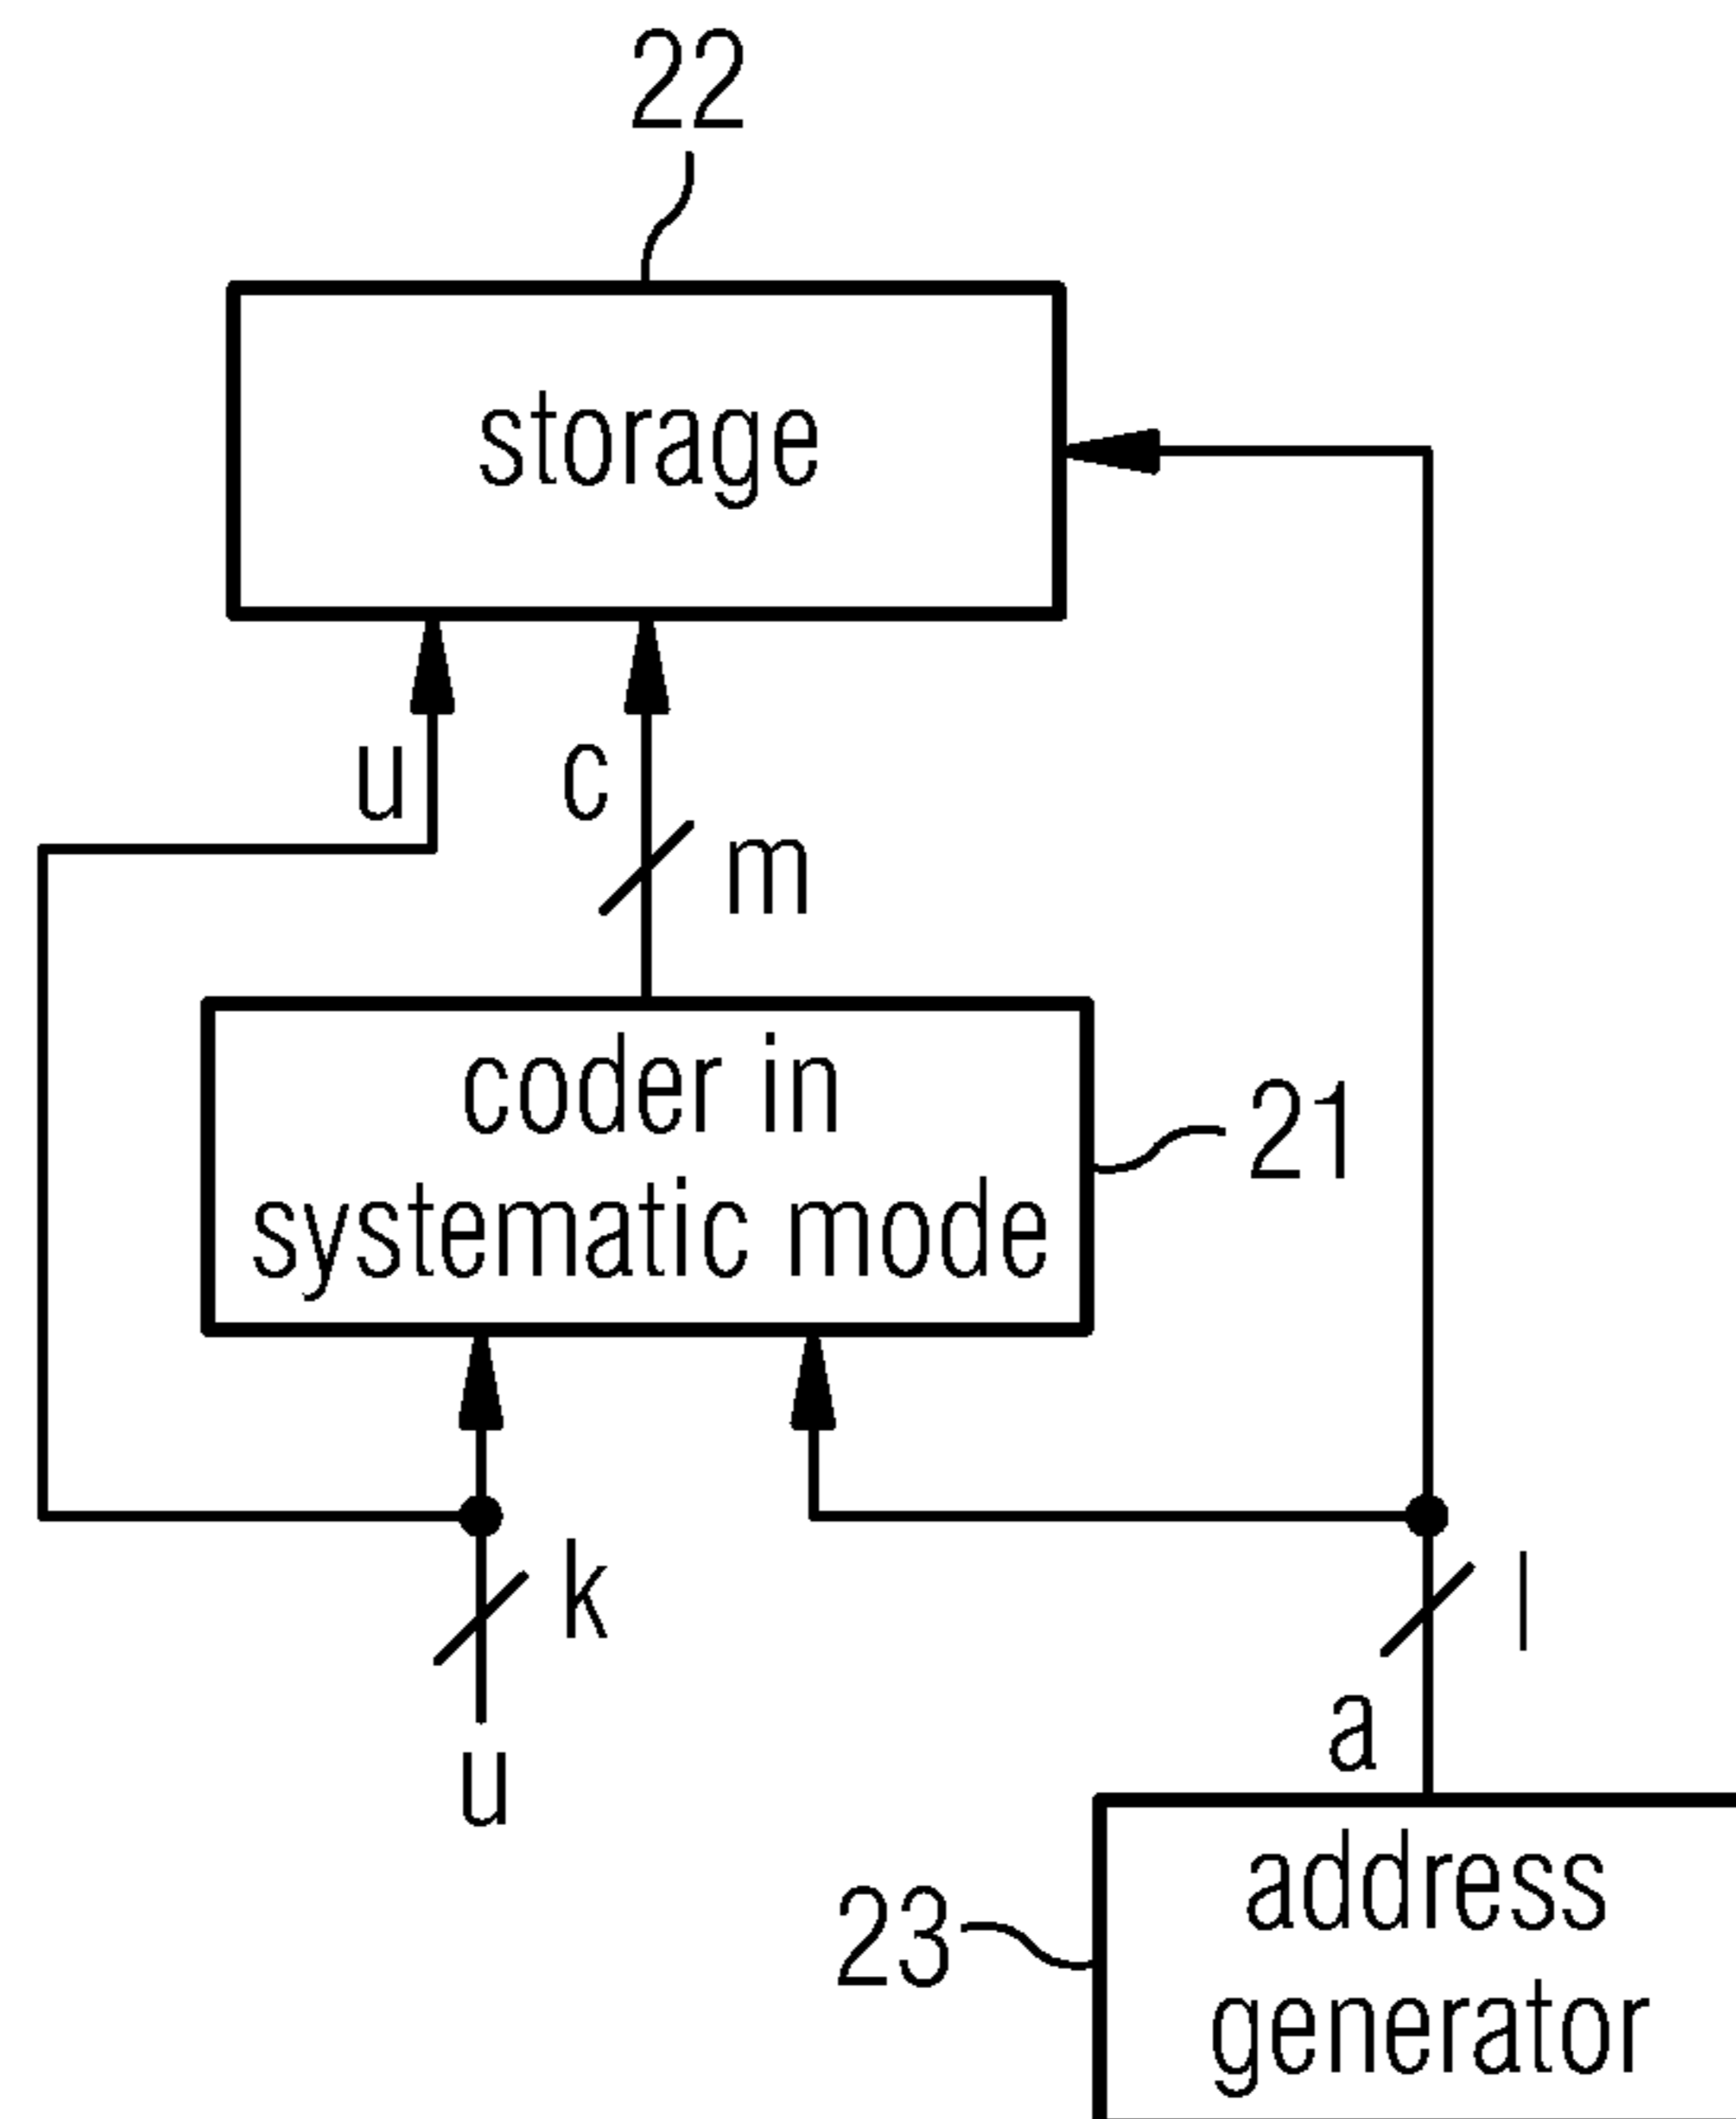 22
storage
u
c
m
coder in
systematic mode
21
k
l
a
u
address
generator
23